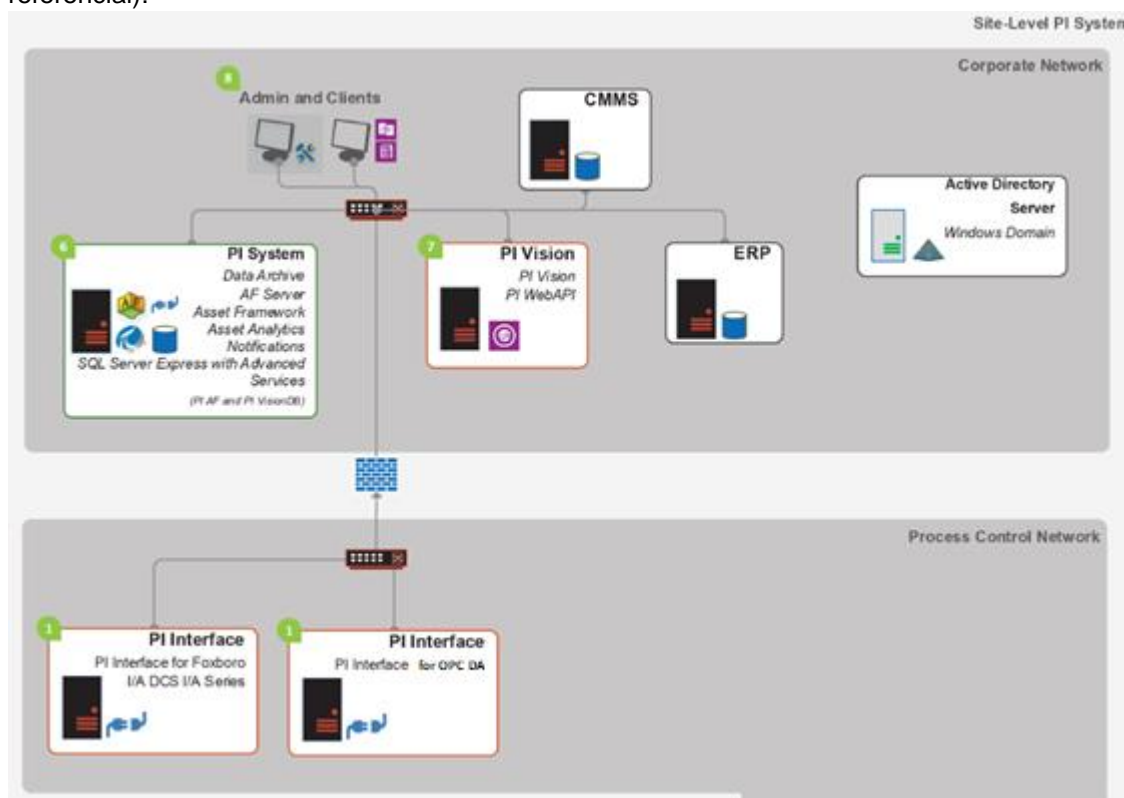 referencial).
Site-Level PI System
Corporate Network
8
Admin and Clients
CMMS
Active Directory
Server
Windows Domain
6
PI System
Data Archive
AF Server
Asset Framework
Asset Analytics
Notifications
SQL Server Express with Advanced
Services
(PI AF and PI VisionDB)
7
PI Vision
PI Vision
PI WebAPI
ERP
Process Control Network
1
PI Interface
PI Interface for Foxboro
I/A DCS I/A Series
1
PI Interface
PI Interface for OPC DA